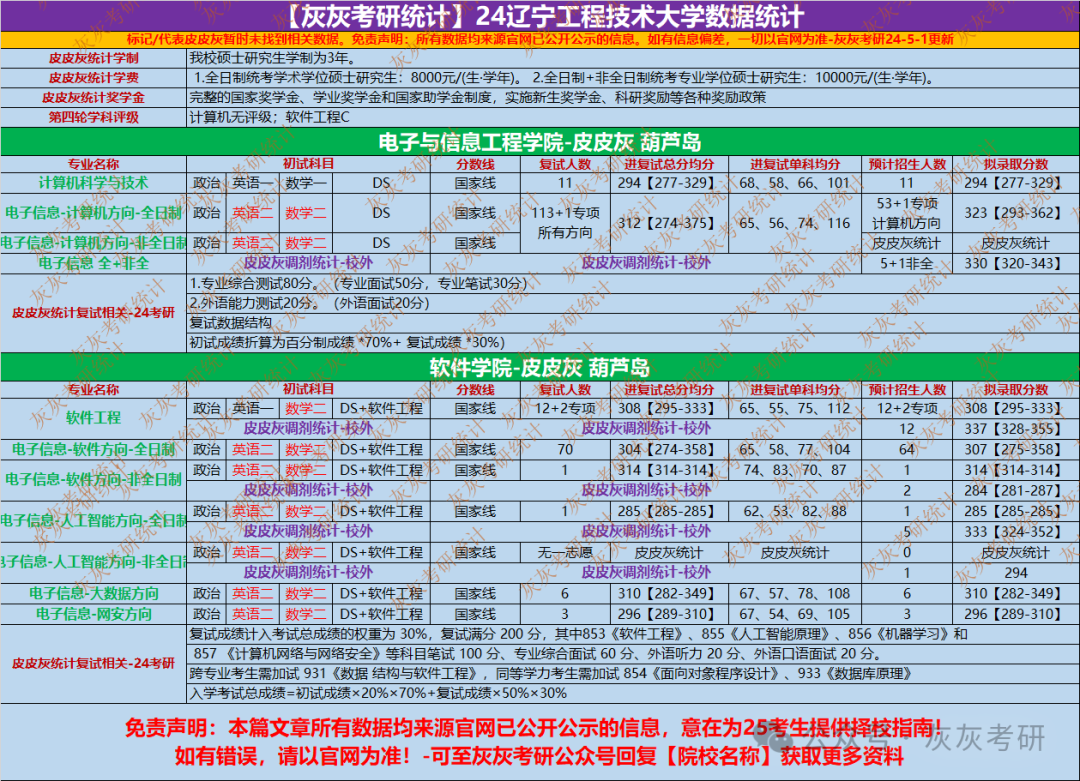 【灰灰考研统计】24辽宁工程技术大学数据统计
标记/代表皮皮灰暂时未找到相关数据。免责声明：所有数据均来源官网已公开公示的信息。如有信息偏差，一切以官网为准-灰灰考研24-5-1更新
皮皮灰统计学制 我校硕士研究生学制为3年。
皮皮灰统计学费 1.全日制统考学术学位硕士研究生：8000元/(生·学年)。 2.全日制+非全日制统考专业学位硕士研究生：10000元/(生·学年)。
皮皮灰统计奖学金 完整的国家奖学金、学业奖学金和国家助学金制度，实施新生奖学金、科研奖励等各种奖励政策
第四轮学科评级 计算机无评级；软件工程C
电子与信息工程学院-皮皮灰 葫芦岛
专业名称 初试科目 分数线 复试人数 进复试总分均分 进复试单科均分 预计招生人数 拟录取分数
计算机科学与技术 政治 英语一 数学一 DS 国家线 11 294【277-329】 68、58、66、101 11 294【277-329】
电子信息-计算机方向-全日制 政治 英语二 数学二 DS 国家线 113+1专项 所有方向 312【274-375】 65、56、74、116 53+1专项 计算机方向 323【293-362】
电子信息-计算机方向-非全日制 政治 英语二 数学二 DS 国家线 皮皮灰统计 皮皮灰统计
电子信息 全+非全 皮皮灰调剂统计-校外 皮皮灰调剂统计-校外 5+1非全 330【320-343】
皮皮灰统计复试相关-24考研
1.专业综合测试80分。（专业面试50分，专业笔试30分）
2.外语能力测试20分。（外语面试20分）
复试数据结构
初试成绩折算为百分制成绩 *70%+ 复试成绩 *30%）
软件学院-皮皮灰 葫芦岛
专业名称 初试科目 分数线 复试人数 进复试总分均分 进复试单科均分 预计招生人数 拟录取分数
软件工程 政治 英语一 数学二 DS+软件工程 国家线 12+2专项 308【295-333】 65、55、75、112 12+2专项 308【295-333】
皮皮灰调剂统计-校外 皮皮灰调剂统计-校外 12 337【328-355】
电子信息-软件方向-全日制 政治 英语二 数学二 DS+软件工程 国家线 70 304【274-358】 65、58、77、104 64 307【275-358】
电子信息-软件方向-非全日制 政治 英语二 数学二 DS+软件工程 国家线 1 314【314-314】 74、83、70、87 1 314【314-314】
皮皮灰调剂统计-校外 皮皮灰调剂统计-校外 2 284【281-287】
电子信息-人工智能方向-全日制 政治 英语二 数学二 DS+软件工程 国家线 1 285【285-285】 62、53、82、88 1 285【285-285】
皮皮灰调剂统计-校外 皮皮灰调剂统计-校外 5 333【324-352】
电子信息-人工智能方向-非全日制 政治 英语二 数学二 DS+软件工程 国家线 无一志愿 皮皮灰统计 皮皮灰统计 0 皮皮灰统计
皮皮灰调剂统计-校外 皮皮灰调剂统计-校外 1 294
电子信息-大数据方向 政治 英语二 数学二 DS+软件工程 国家线 6 310【282-349】 67、57、78、108 6 310【282-349】
电子信息-网安方向 政治 英语二 数学二 DS+软件工程 国家线 3 296【289-310】 67、54、69、105 3 296【289-310】
皮皮灰统计复试相关-24考研
复试成绩计入考试总成绩的权重为 30%，复试满分 200 分，其中853《软件工程》、855《人工智能原理》、856《机器学习》和
857 《计算机网络与网络安全》等科目笔试 100 分、专业综合面试 60 分、外语听力 20 分、外语口语面试 20 分。
跨专业考生需加试 931《数据 结构与软件工程》，同等学力考生需加试 854《面向对象程序设计》、933《数据库原理》
入学考试总成绩=初试成绩×20%×70%+复试成绩×50%×30%
免责声明：本篇文章所有数据均来源官网已公开公示的信息，意在为25考生提供择校指南！
如有错误，请以官网为准！-可至灰灰考研公众号回复【院校名称】获取更多资料
公众号·灰灰考研